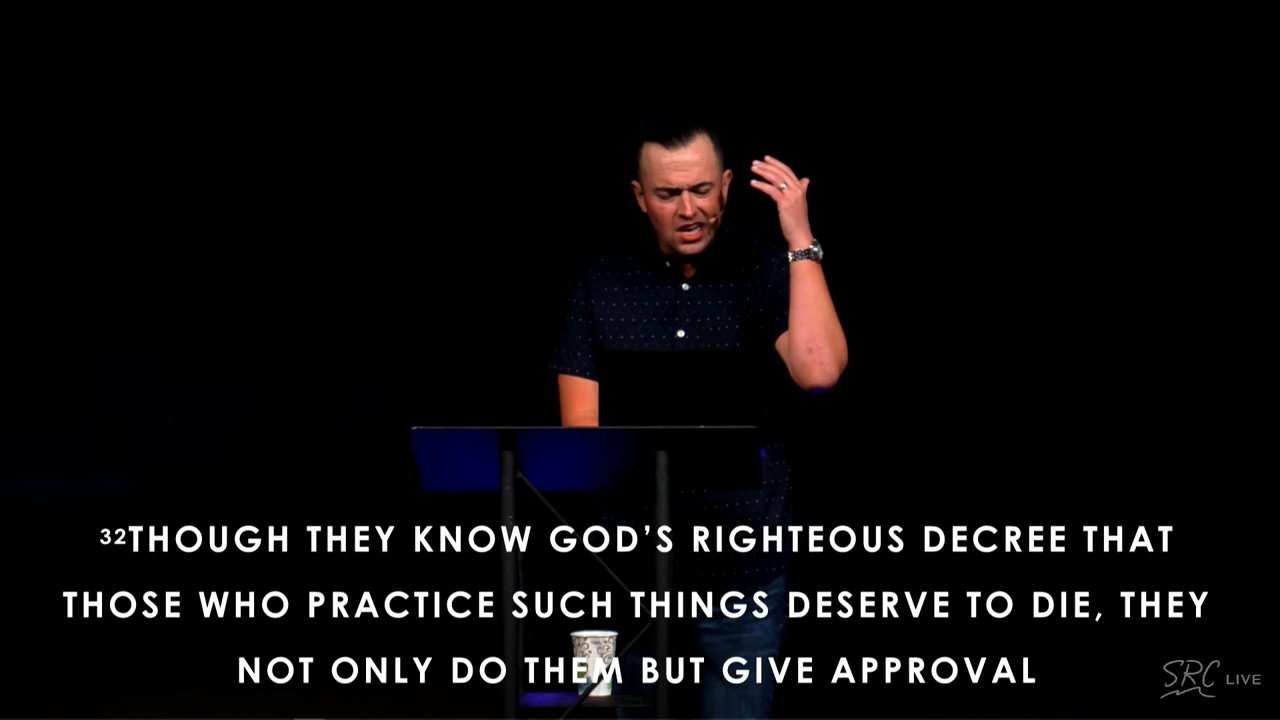 ³²THOUGH THEY KNOW GOD’S RIGHTEOUS DECREE THAT
THOSE WHO PRACTICE SUCH THINGS DESERVE TO DIE, THEY
NOT ONLY DO THEM BUT GIVE APPROVAL
SRC LIVE